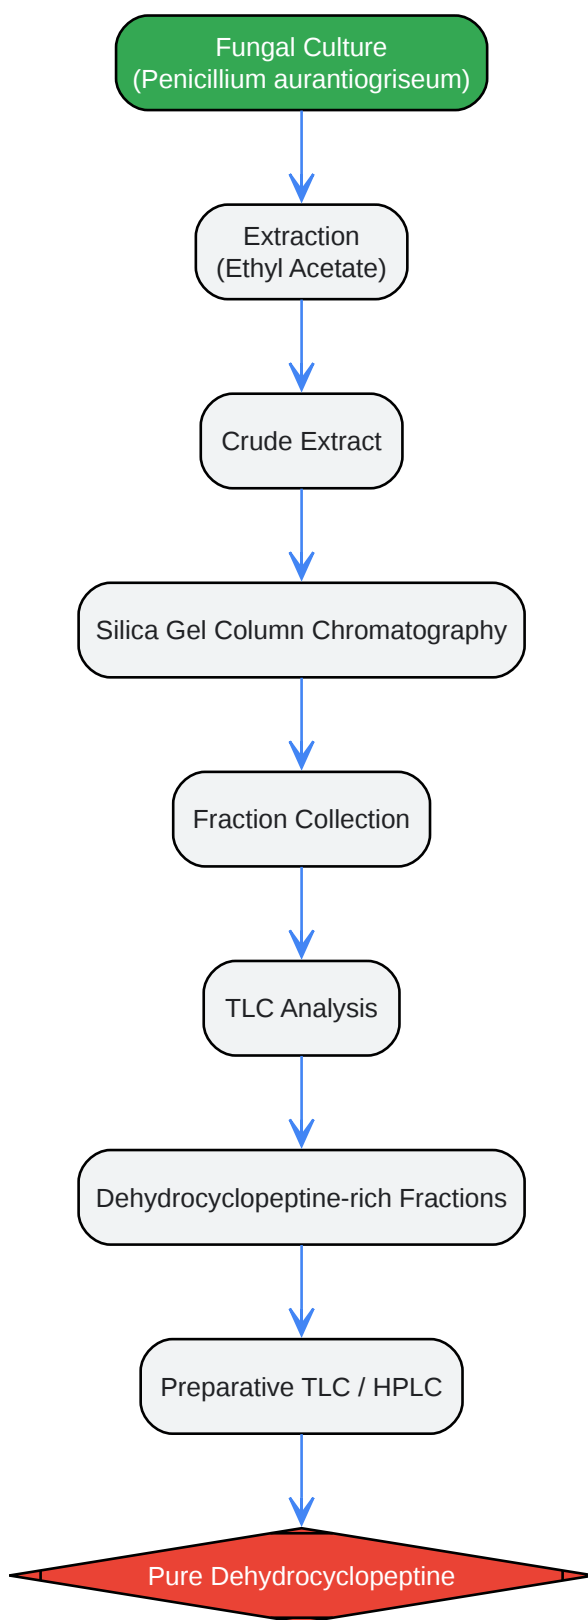 Fungal Culture
(Penicillium aurantiogriseum)
Extraction
(Ethyl Acetate)
Crude Extract
Silica Gel Column Chromatography
Fraction Collection
TLC Analysis
Dehydrocyclopeptine-rich Fractions
Preparative TLC / HPLC
Pure Dehydrocyclopeptine